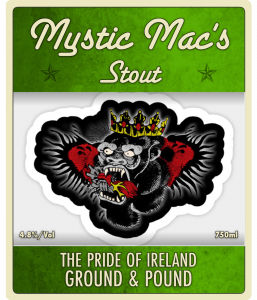 Mystic Mac's
Stout
4.8%/Vol
750ml
THE PRIDE OF IRELAND
GROUND & POUND